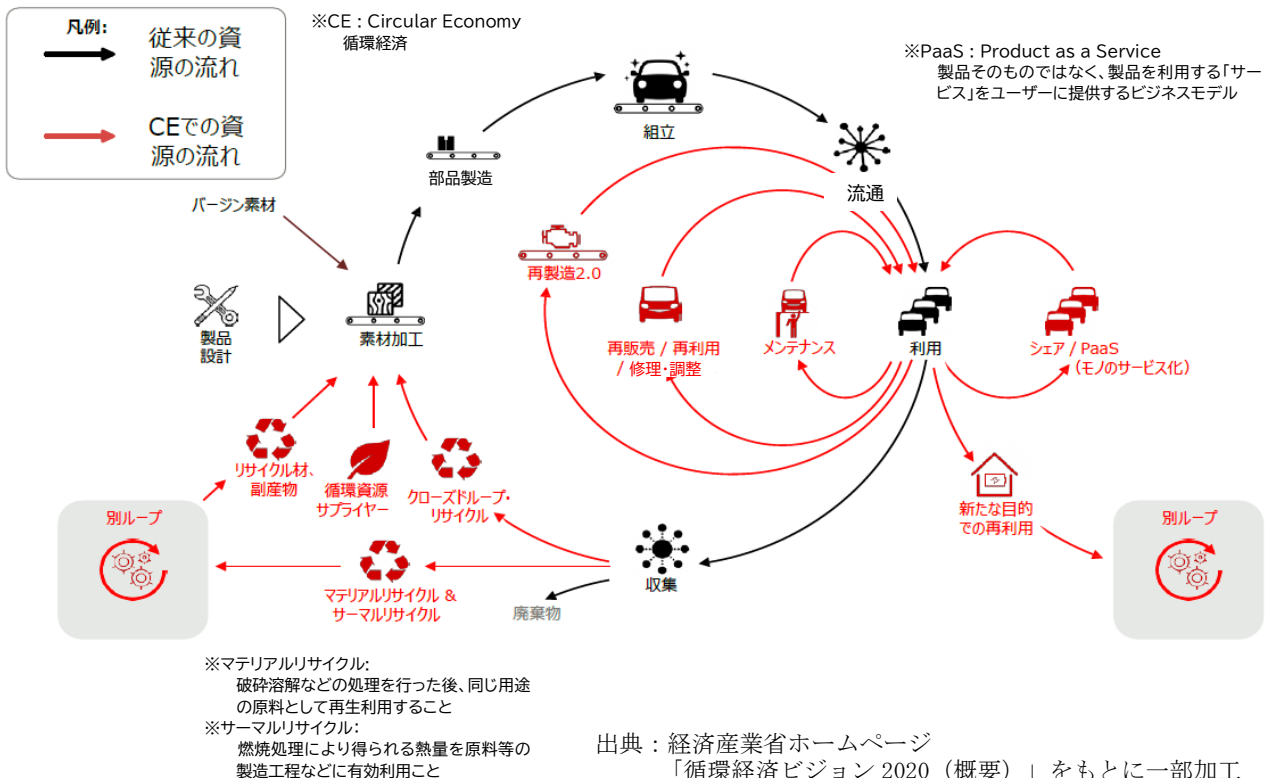 凡例:
従来の資
源の流れ
CEでの資
源の流れ
※CE : Circular Economy
循環経済
※PaaS : Product as a Service
製品そのものではなく、製品を利用する「サー
ビス」をユーザーに提供するビジネスモデル
組立
部品製造
流通
バージン素材
再製造2.0
製品
設計
素材加工
再販売 / 再利用
/ 修理・調整
メンテナンス
利用
シェア / PaaS
(モノのサービス化)
リサイクル材、
副産物
循環資源
サプライヤー
クローズドループ・
リサイクル
新たな目的
での再利用
別ループ
別ループ
マテリアルリサイクル &
サーマルリサイクル
収集
廃棄物
※マテリアルリサイクル:
破砕溶解などの処理を行った後、同じ用途
の原料として再生利用すること
※サーマルリサイクル:
燃焼処理により得られる熱量を原料等の
製造工程などに有効利用こと
出典：経済産業省ホームページ
「循環経済ビジョン 2020（概要）」をもとに一部加工